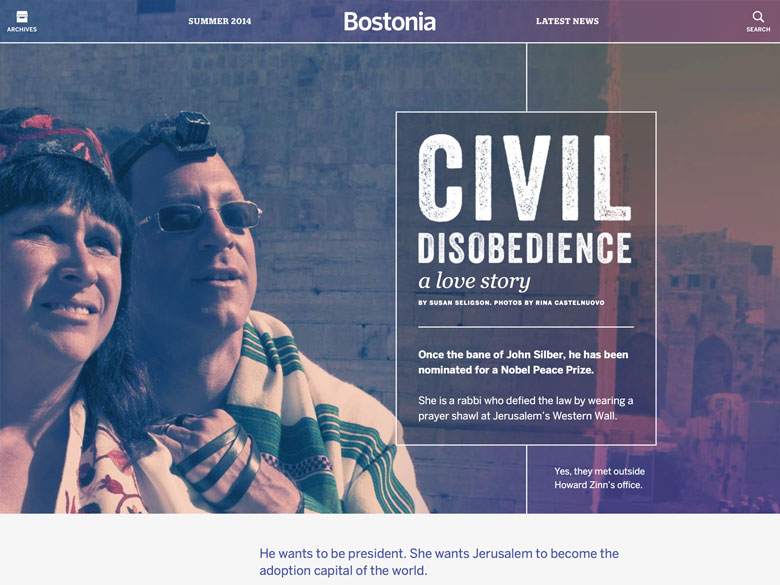 ARCHIVES
SUMMER 2014
Bostonia
LATEST NEWS
SEARCH
CIVIL
DISOBEDIENCE
a love story
BY SUSAN SELIGSON. PHOTOS BY RINA CASTELNUOVO
Once the bane of John Silber, he has been
nominated for a Nobel Peace Prize.
She is a rabbi who defied the law by wearing a
prayer shawl at Jerusalem's Western Wall.
Yes, they met outside
Howard Zinn's office.
He wants to be president. She wants Jerusalem to become the
adoption capital of the world.